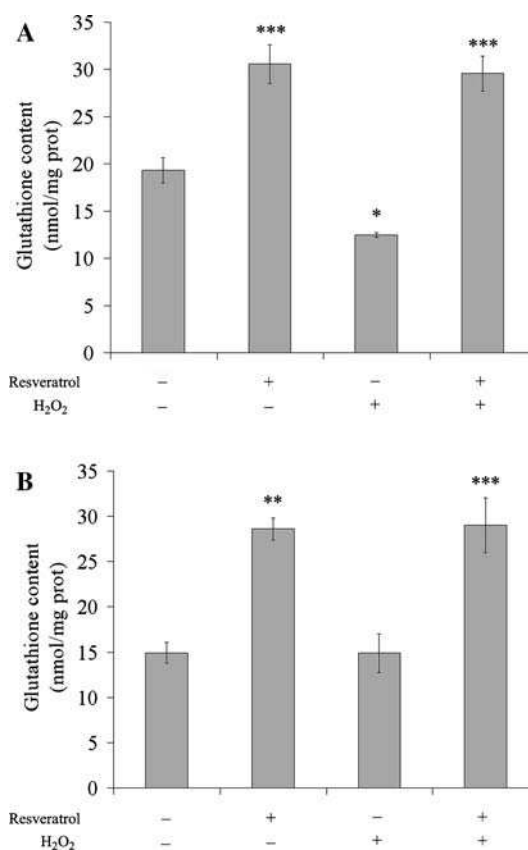 A
Glutathione content
(nmol/mg prot)
35
30
25
20
15
10
5
0
***
*
***
Resveratrol − + − +
H₂O₂ − − + +
B
Glutathione content
(nmol/mg prot)
35
30
25
20
15
10
5
0
**
***
Resveratrol − + − +
H₂O₂ − − + +